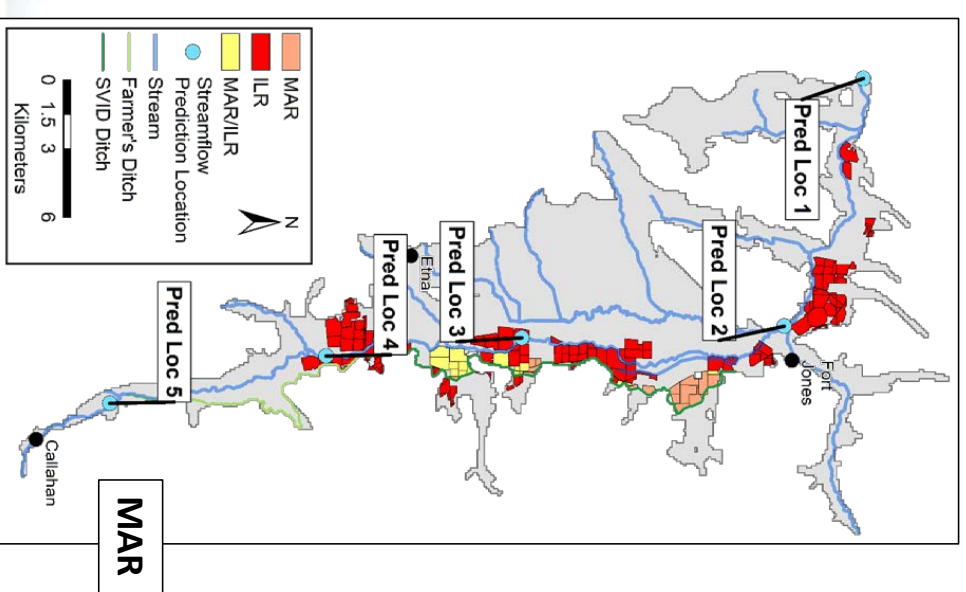 MAR
ILR
MAR/ILR
Streamflow
Prediction Location
Stream
Farmer's Ditch
SVID Ditch
0 1.5 3 6
Kilometers
N
Pred Loc 1
Pred Loc 2
Fort
Jones
Pred Loc 3
Etna
Pred Loc 4
Pred Loc 5
Callahan
MAR